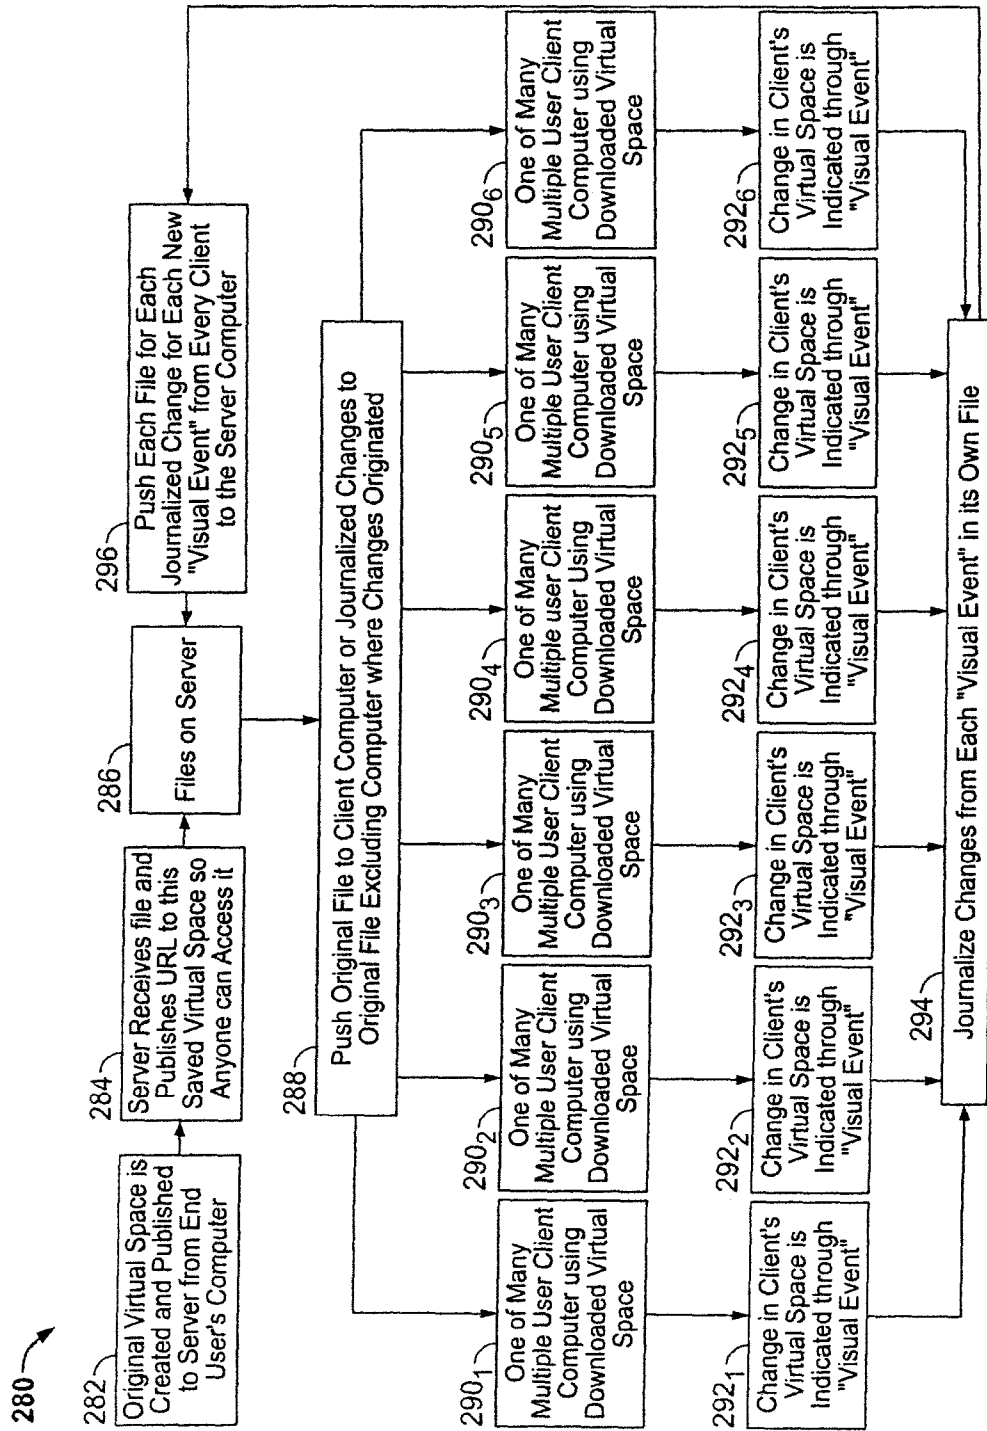 280
282
Original Virtual Space is
Created and Published
to Server from End
User's Computer
284
Server Receives file and
Publishes URL to this
Saved Virtual Space so
Anyone can Access it
286
Files on Server
296
Push Each File for Each
Journalized Change for Each New
"Visual Event" from Every Client
to the Server Computer
288
Push Original File to Client Computer or Journalized Changes to
Original File Excluding Computer where Changes Originated
290₁
One of Many
Multiple User Client
Computer using
Downloaded Virtual
Space
290₂
One of Many
Multiple User Client
Computer using
Downloaded Virtual
Space
290₃
One of Many
Multiple User Client
Computer using
Downloaded Virtual
Space
290₄
One of Many
Multiple user Client
Computer Using
Downloaded Virtual
Space
290₅
One of Many
Multiple User Client
Computer using
Downloaded Virtual
Space
290₆
One of Many
Multiple User Client
Computer using
Downloaded Virtual
Space
292₁
Change in Client's
Virtual Space is
Indicated through
"Visual Event"
292₂
Change in Client's
Virtual Space is
Indicated through
"Visual Event"
292₃
Change in Client's
Virtual Space is
Indicated through
"Visual Event"
292₄
Change in Client's
Virtual Space is
Indicated through
"Visual Event"
292₅
Change in Client's
Virtual Space is
Indicated through
"Visual Event"
292₆
Change in Client's
Virtual Space is
Indicated through
"Visual Event"
294
Journalize Changes from Each "Visual Event" in its Own File